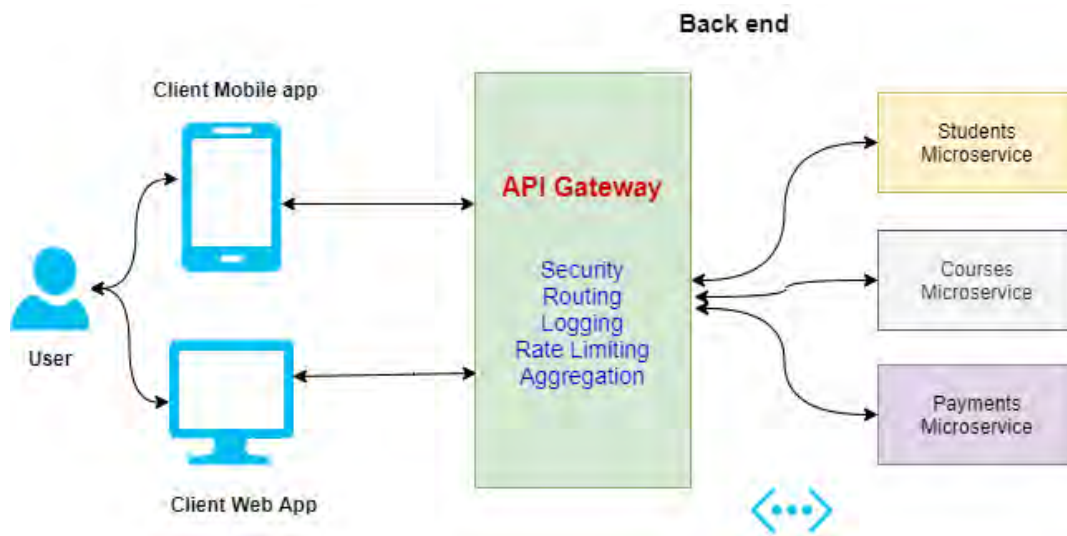 Back end
Client Mobile app
User
Client Web App
API Gateway
Security
Routing
Logging
Rate Limiting
Aggregation
Students
Microservice
Courses
Microservice
Payments
Microservice